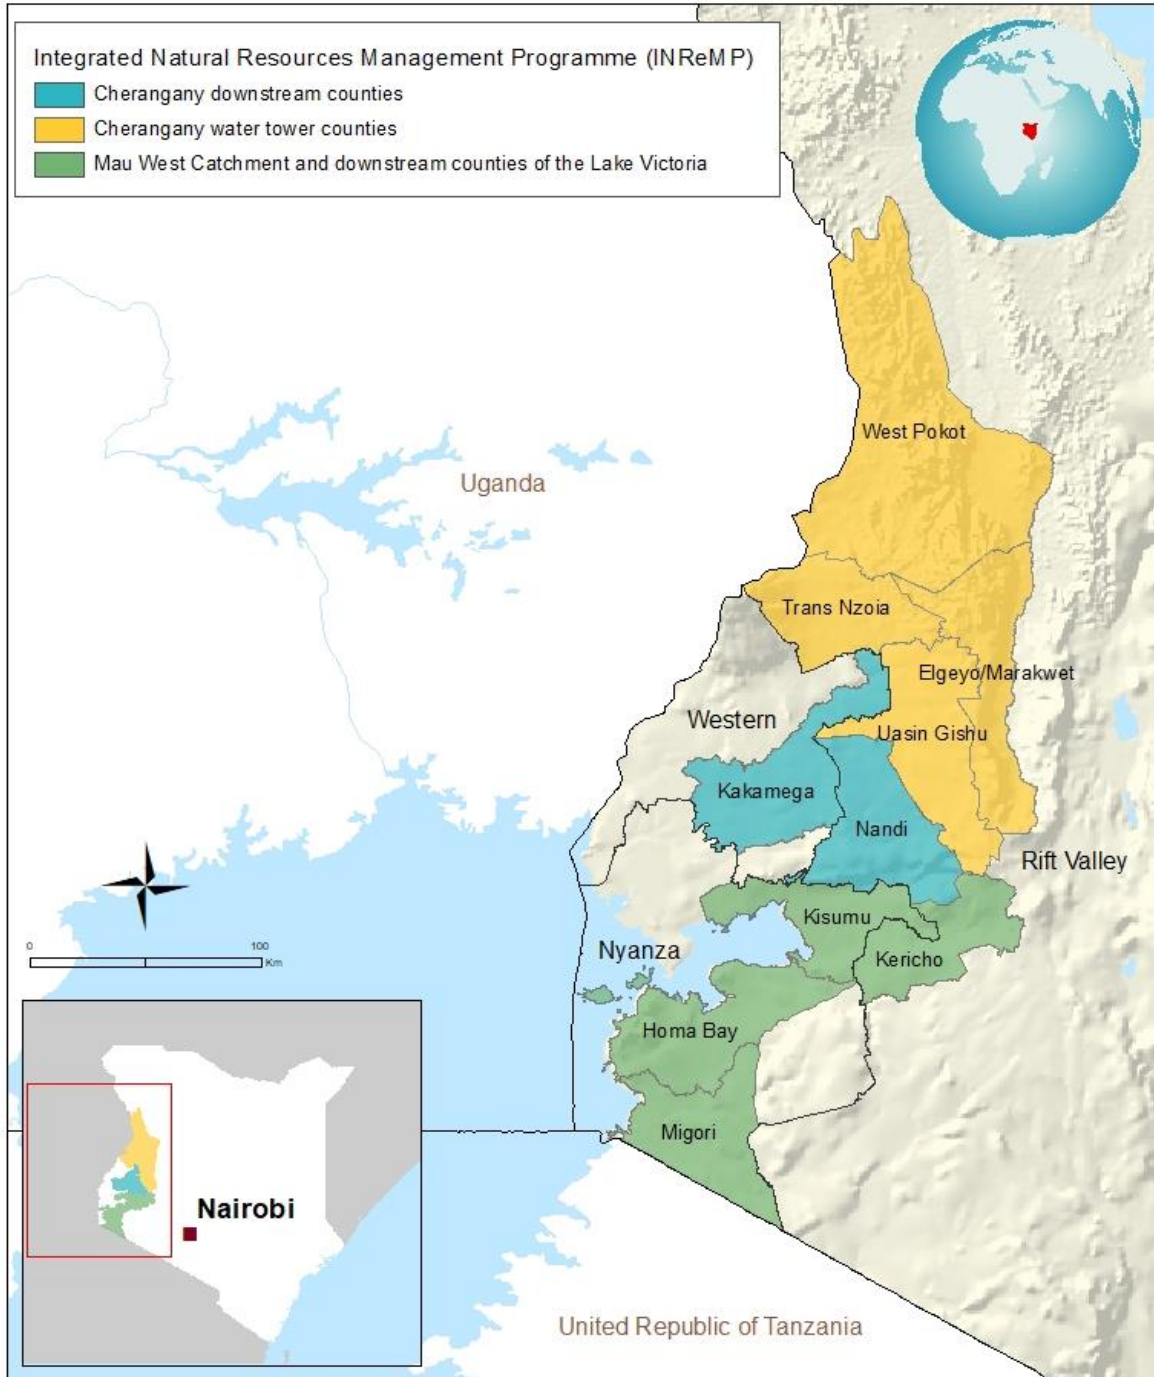 Integrated Natural Resources Management Programme (INReMP)
Cherangany downstream counties
Cherangany water tower counties
Mau West Catchment and downstream counties of the Lake Victoria
West Pokot
Uganda
Trans Nzoia
Elgeyo/Marakwet
Western
Uasin Gishu
Kakamega
Nandi
Rift Valley
Kisumu
0 100
Km
Nyanza
Kericho
Homa Bay
Migori
Nairobi
United Republic of Tanzania